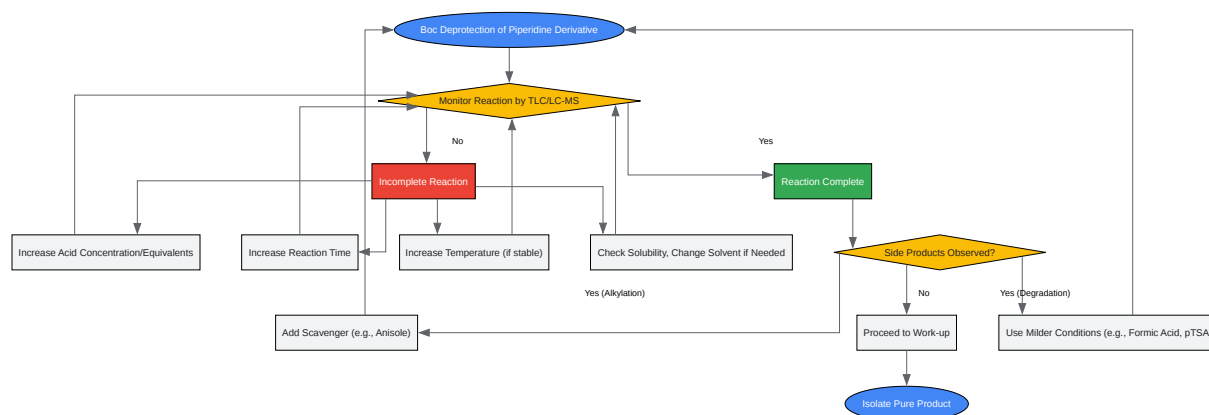 Boc Deprotection of Piperidine Derivative
Monitor Reaction by TLC/LC-MS
No
Yes
Incomplete Reaction
Reaction Complete
Increase Acid Concentration/Equivalents
Increase Reaction Time
Increase Temperature (if stable)
Check Solubility, Change Solvent if Needed
Side Products Observed?
Yes (Alkylation)
No
Yes (Degradation)
Add Scavenger (e.g., Anisole)
Proceed to Work-up
Use Milder Conditions (e.g., Formic Acid, pTSA
Isolate Pure Product